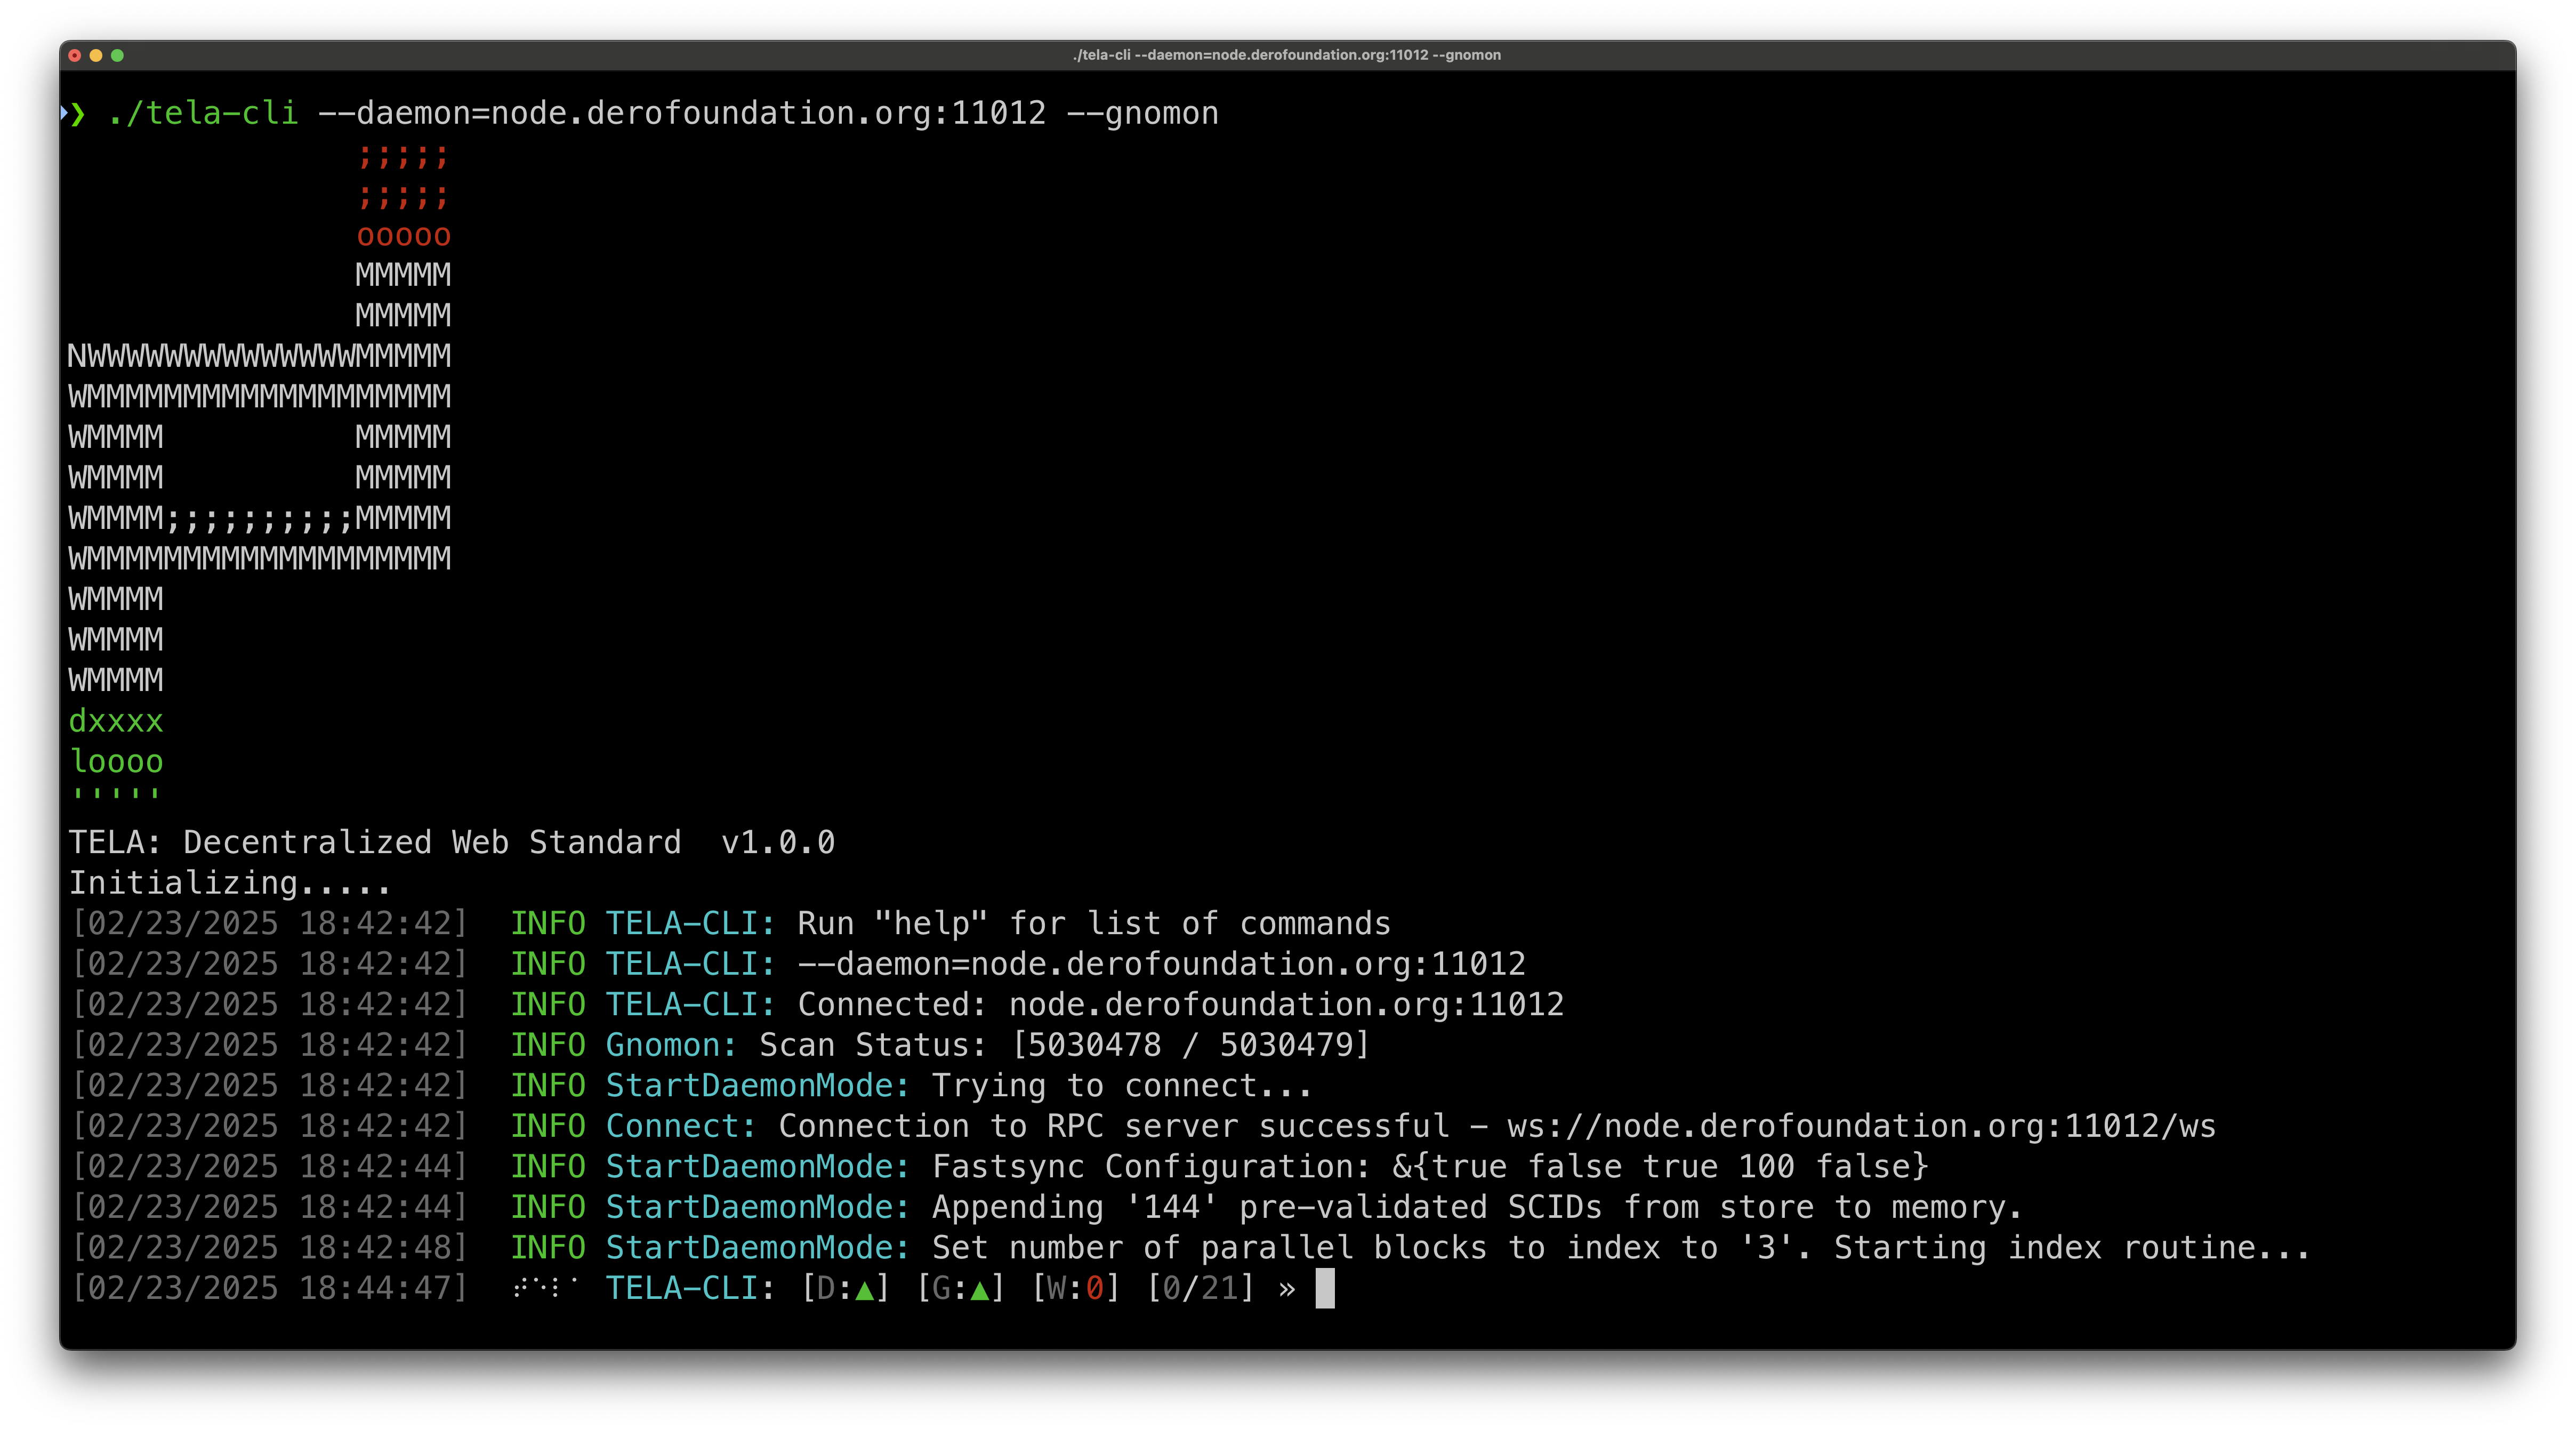 ./tela-cli --daemon=node.derofoundation.org:11012 --gnomon
❯ ./tela-cli --daemon=node.derofoundation.org:11012 --gnomon
               ;;;;;
               ;;;;;
               ooooo
               MMMMM
               MMMMM
NWWWWWWWWWWWWWWMMMMM
WMMMMMMMMMMMMMMMMMMM
WMMMM          MMMMM
WMMMM          MMMMM
WMMMM;;;;;;;;;;MMMMM
WMMMMMMMMMMMMMMMMMMM
WMMMM
WMMMM
WMMMM
dxxxx
loooo
'''''
TELA: Decentralized Web Standard  v1.0.0
Initializing.....
[02/23/2025 18:42:42]  INFO TELA-CLI: Run "help" for list of commands
[02/23/2025 18:42:42]  INFO TELA-CLI: --daemon=node.derofoundation.org:11012
[02/23/2025 18:42:42]  INFO TELA-CLI: Connected: node.derofoundation.org:11012
[02/23/2025 18:42:42]  INFO Gnomon: Scan Status: [5030478 / 5030479]
[02/23/2025 18:42:42]  INFO StartDaemonMode: Trying to connect...
[02/23/2025 18:42:42]  INFO Connect: Connection to RPC server successful - ws://node.derofoundation.org:11012/ws
[02/23/2025 18:42:44]  INFO StartDaemonMode: Fastsync Configuration: &{true false true 100 false}
[02/23/2025 18:42:44]  INFO StartDaemonMode: Appending '144' pre-validated SCIDs from store to memory.
[02/23/2025 18:42:48]  INFO StartDaemonMode: Set number of parallel blocks to index to '3'. Starting index routine...
[02/23/2025 18:44:47]  TELA-CLI: [D:▲] [G:▲] [W:0] [0/21] »